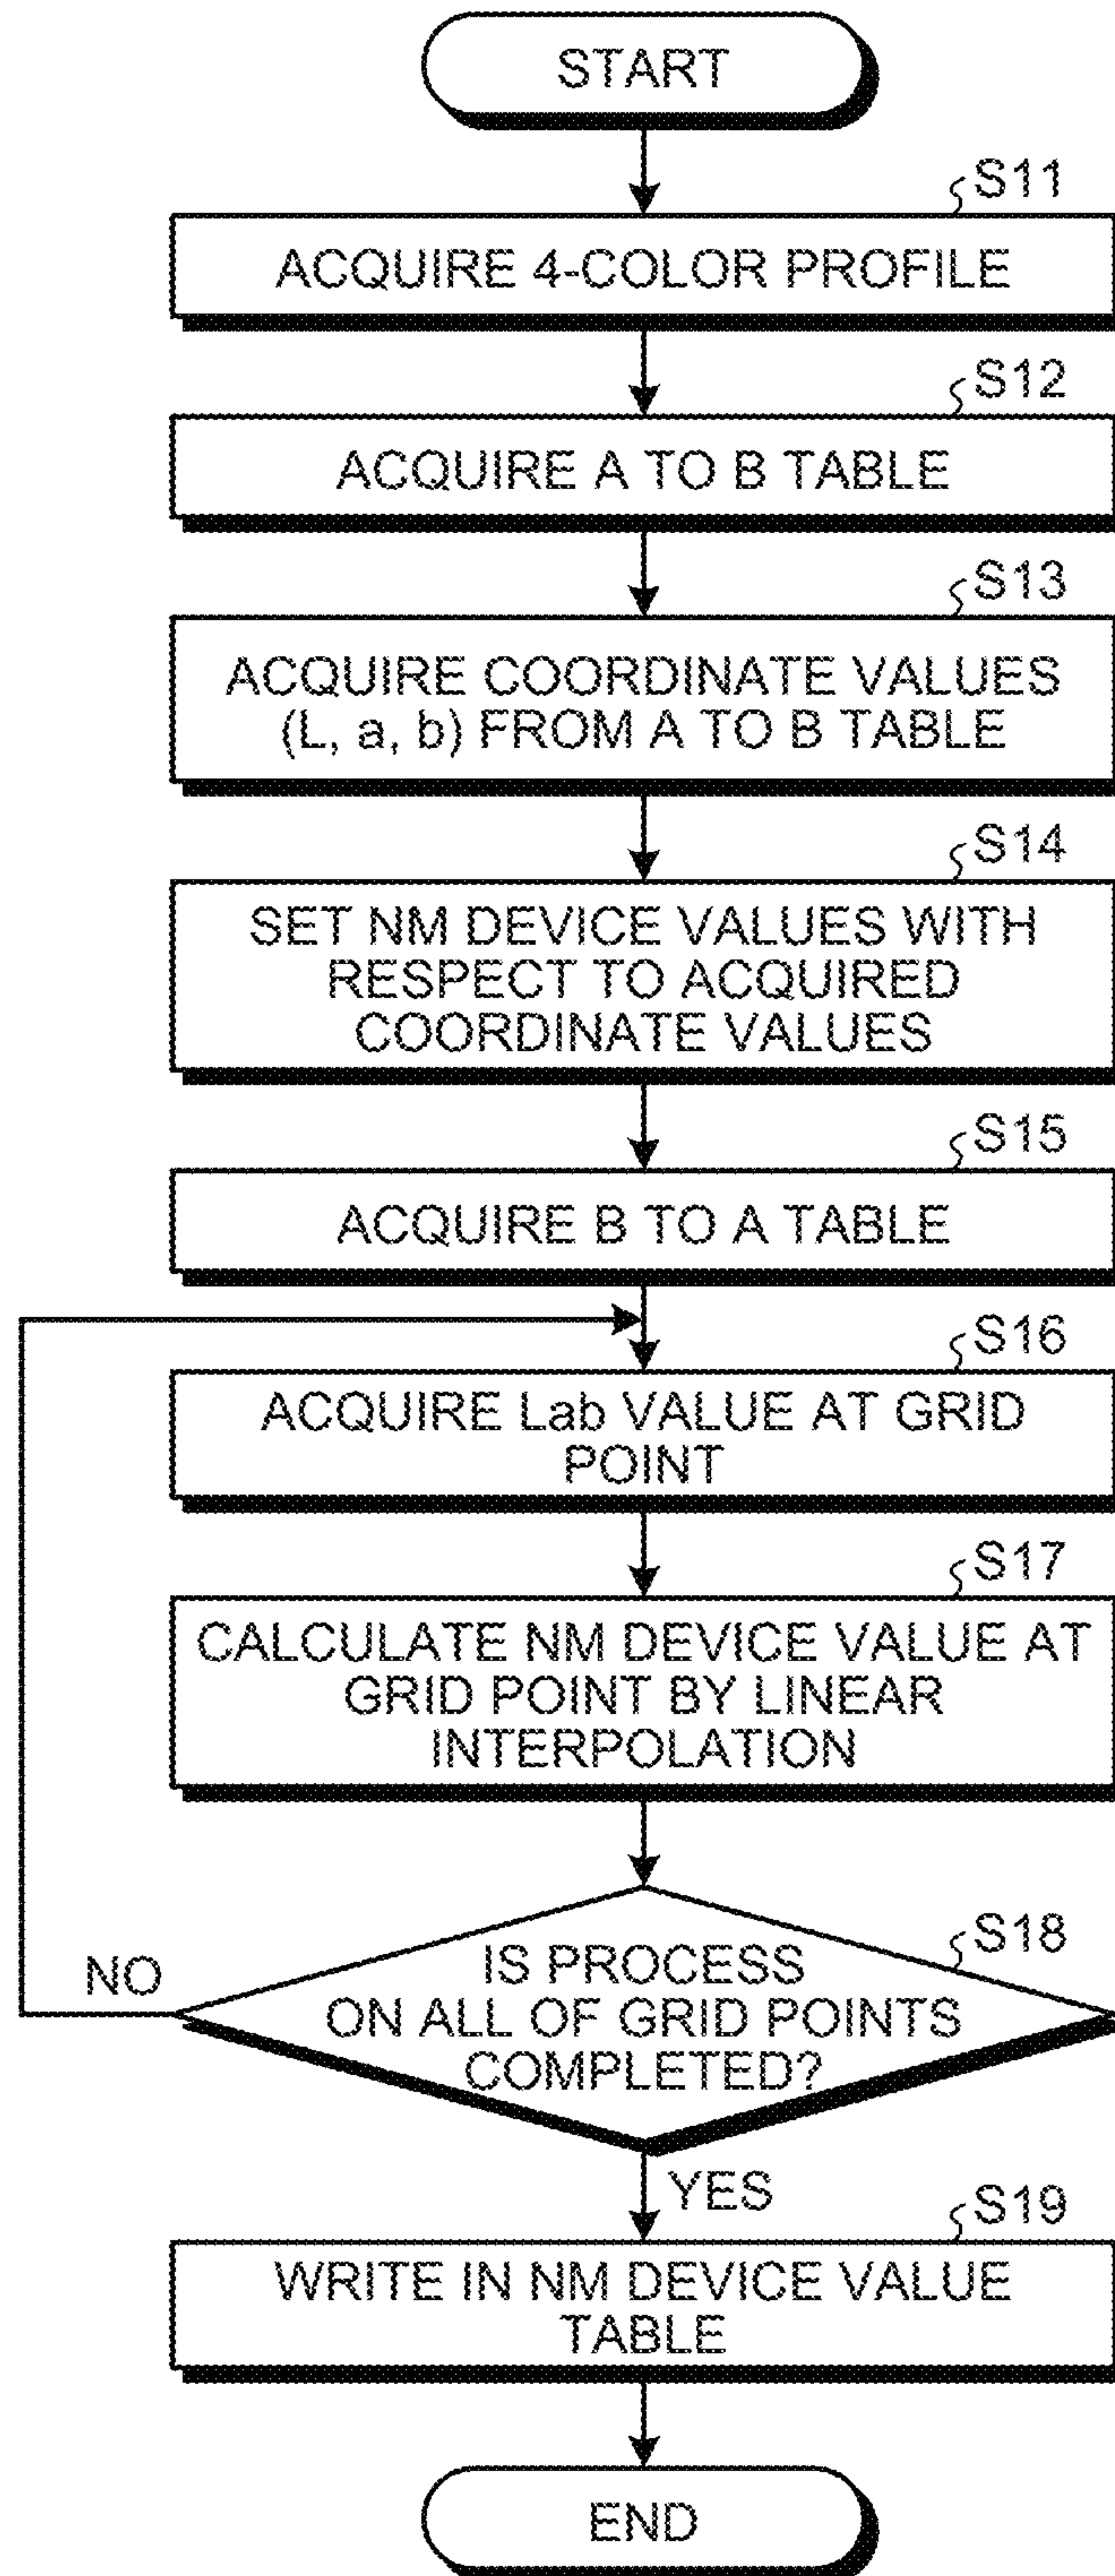 START
S11
ACQUIRE 4-COLOR PROFILE
S12
ACQUIRE A TO B TABLE
S13
ACQUIRE COORDINATE VALUES
(L, a, b) FROM A TO B TABLE
S14
SET NM DEVICE VALUES WITH
RESPECT TO ACQUIRED
COORDINATE VALUES
S15
ACQUIRE B TO A TABLE
S16
ACQUIRE Lab VALUE AT GRID
POINT
S17
CALCULATE NM DEVICE VALUE AT
GRID POINT BY LINEAR
INTERPOLATION
S18
IS PROCESS
ON ALL OF GRID POINTS
COMPLETED?
NO
YES
S19
WRITE IN NM DEVICE VALUE
TABLE
END